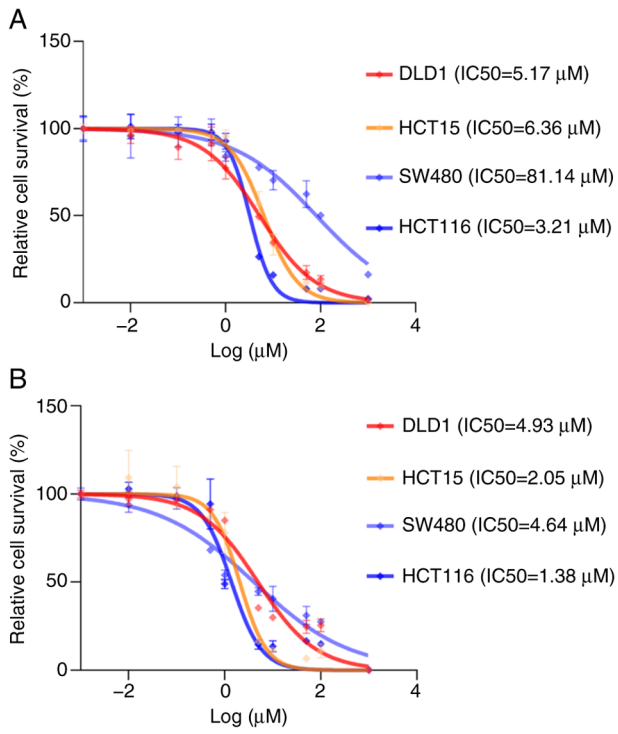 A
150
100
50
0
Relative cell survival (%)
−2
0
2
4
Log (µM)
DLD1 (IC50=5.17 µM)
HCT15 (IC50=6.36 µM)
SW480 (IC50=81.14 µM)
HCT116 (IC50=3.21 µM)
B
150
100
50
0
Relative cell survival (%)
−2
0
2
4
Log (µM)
DLD1 (IC50=4.93 µM)
HCT15 (IC50=2.05 µM)
SW480 (IC50=4.64 µM)
HCT116 (IC50=1.38 µM)